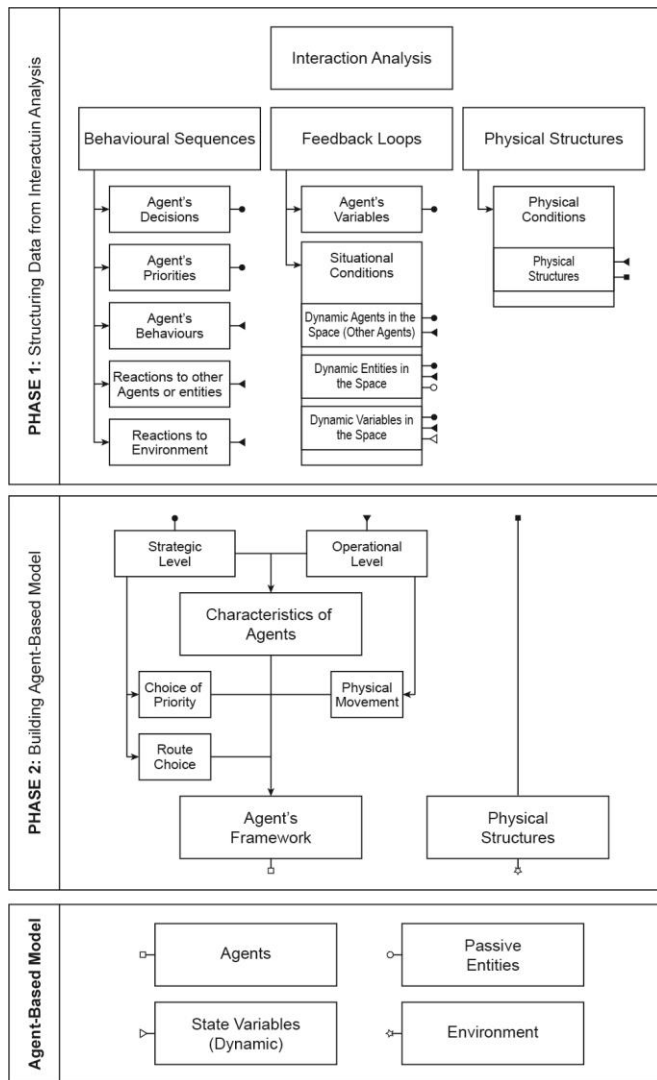 PHASE 1: Structuring Data from Interactuin Analysis
Interaction Analysis
Behavioural Sequences
Feedback Loops
Physical Structures
Agent's
Decisions
Agent's
Priorities
Agent's
Behaviours
Reactions to other
Agents or entities
Reactions to
Environment
Agent's
Variables
Situational
Conditions
Dynamic Agents in the
Space (Other Agents)
Dynamic Entities in
the Space
Dynamic Variables in
the Space
Physical
Conditions
Physical
Structures
PHASE 2: Building Agent-Based Model
Strategic
Level
Operational
Level
Characteristics of
Agents
Choice of
Priority
Physical
Movement
Route
Choice
Agent's
Framework
Physical
Structures
Agent-Based Model
Agents
Passive
Entities
State Variables
(Dynamic)
Environment